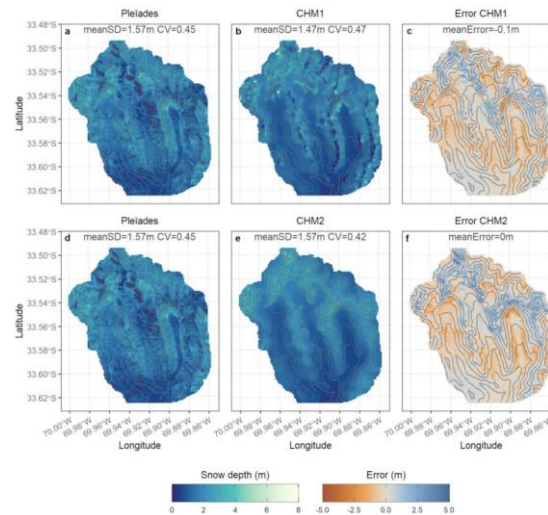 Pleïades CHM1 Error CHM1
a meanSD=1.57m CV=0.45 b meanSD=1.47m CV=0.47 c meanError=-0.1m
33.48°S
33.50°S
33.52°S
33.54°S
33.56°S
33.58°S
33.60°S
33.62°S
Latitude
Pleïades CHM2 Error CHM2
d meanSD=1.57m CV=0.45 e meanSD=1.57m CV=0.42 f meanError=0m
33.48°S
33.50°S
33.52°S
33.54°S
33.56°S
33.58°S
33.60°S
33.62°S
Latitude
70.00°W 69.98°W 69.96°W 69.94°W 69.92°W 69.90°W 69.88°W 69.86°W 70.00°W 69.98°W 69.96°W 69.94°W 69.92°W 69.90°W 69.88°W 69.86°W 70.00°W 69.98°W 69.96°W 69.94°W 69.92°W 69.90°W 69.88°W 69.86°W
Longitude Longitude Longitude
Snow depth (m) Error (m)
0 2 4 6 8 -5.0 -2.5 0.0 2.5 5.0